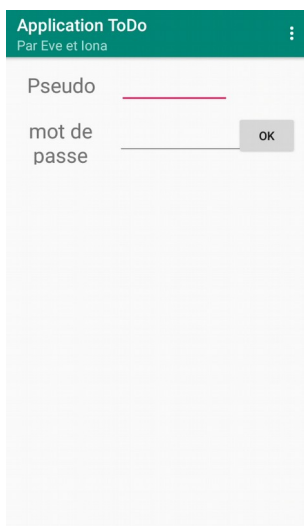 Application ToDo
Par Eve et Iona
Pseudo
mot de
passe
OK